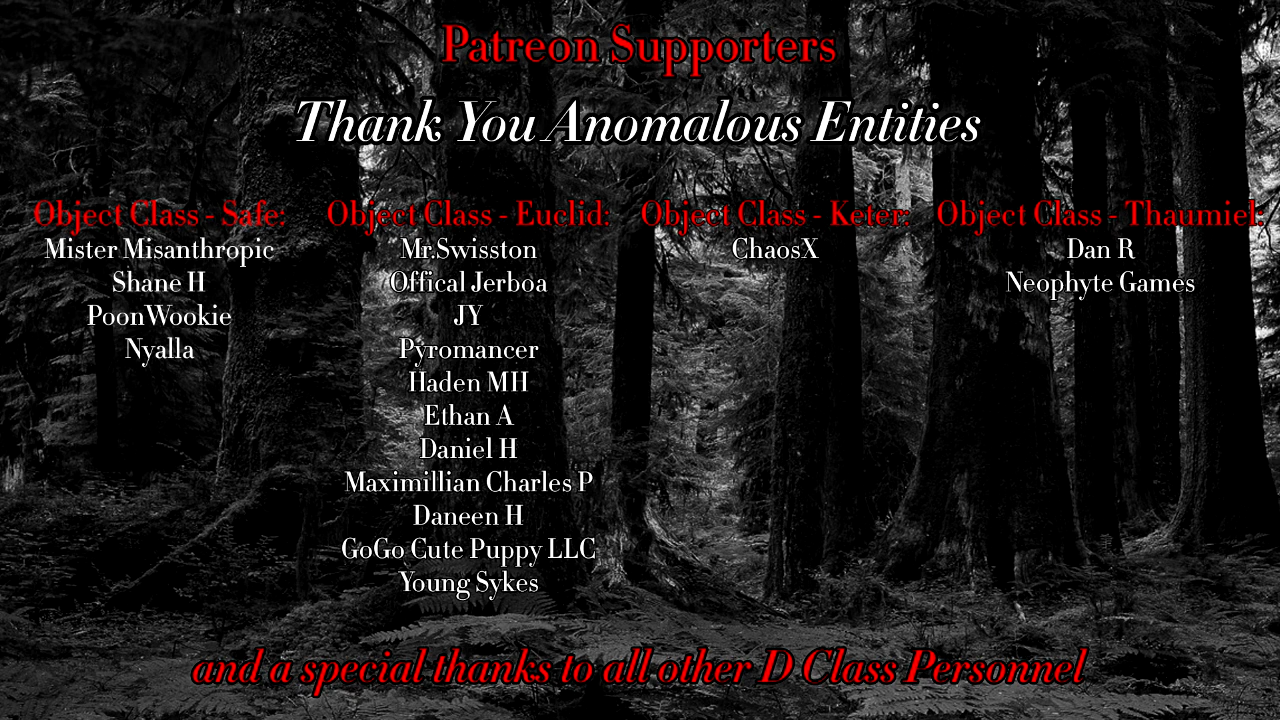 Patreon Supporters
Thank You Anomalous Entities
Object Class - Safe:
Mister Misanthropic
Shane H
PoonWookie
Nyalla
Object Class - Euclid:
Mr.Swisston
Offical Jerboa
JY
Pyromancer
Haden MH
Ethan A
Daniel H
Maximillian Charles P
Daneen H
GoGo Cute Puppy LLC
Young Sykes
Object Class - Keter:
ChaosX
Object Class - Thaumiel:
Dan R
Neophyte Games
and a special thanks to all other D Class Personnel